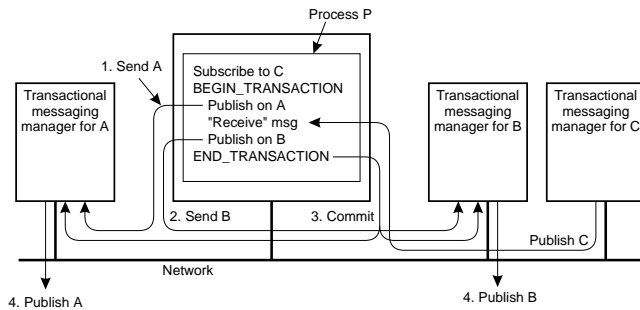 Process P
1. Send A
Transactional
messaging
manager for A
Subscribe to C
BEGIN_TRANSACTION
Publish on A
"Receive" msg
Publish on B
END_TRANSACTION
Transactional
messaging
manager for B
Transactional
messaging
manager for C
2. Send B
3. Commit
Publish C
Network
4. Publish A
4. Publish B